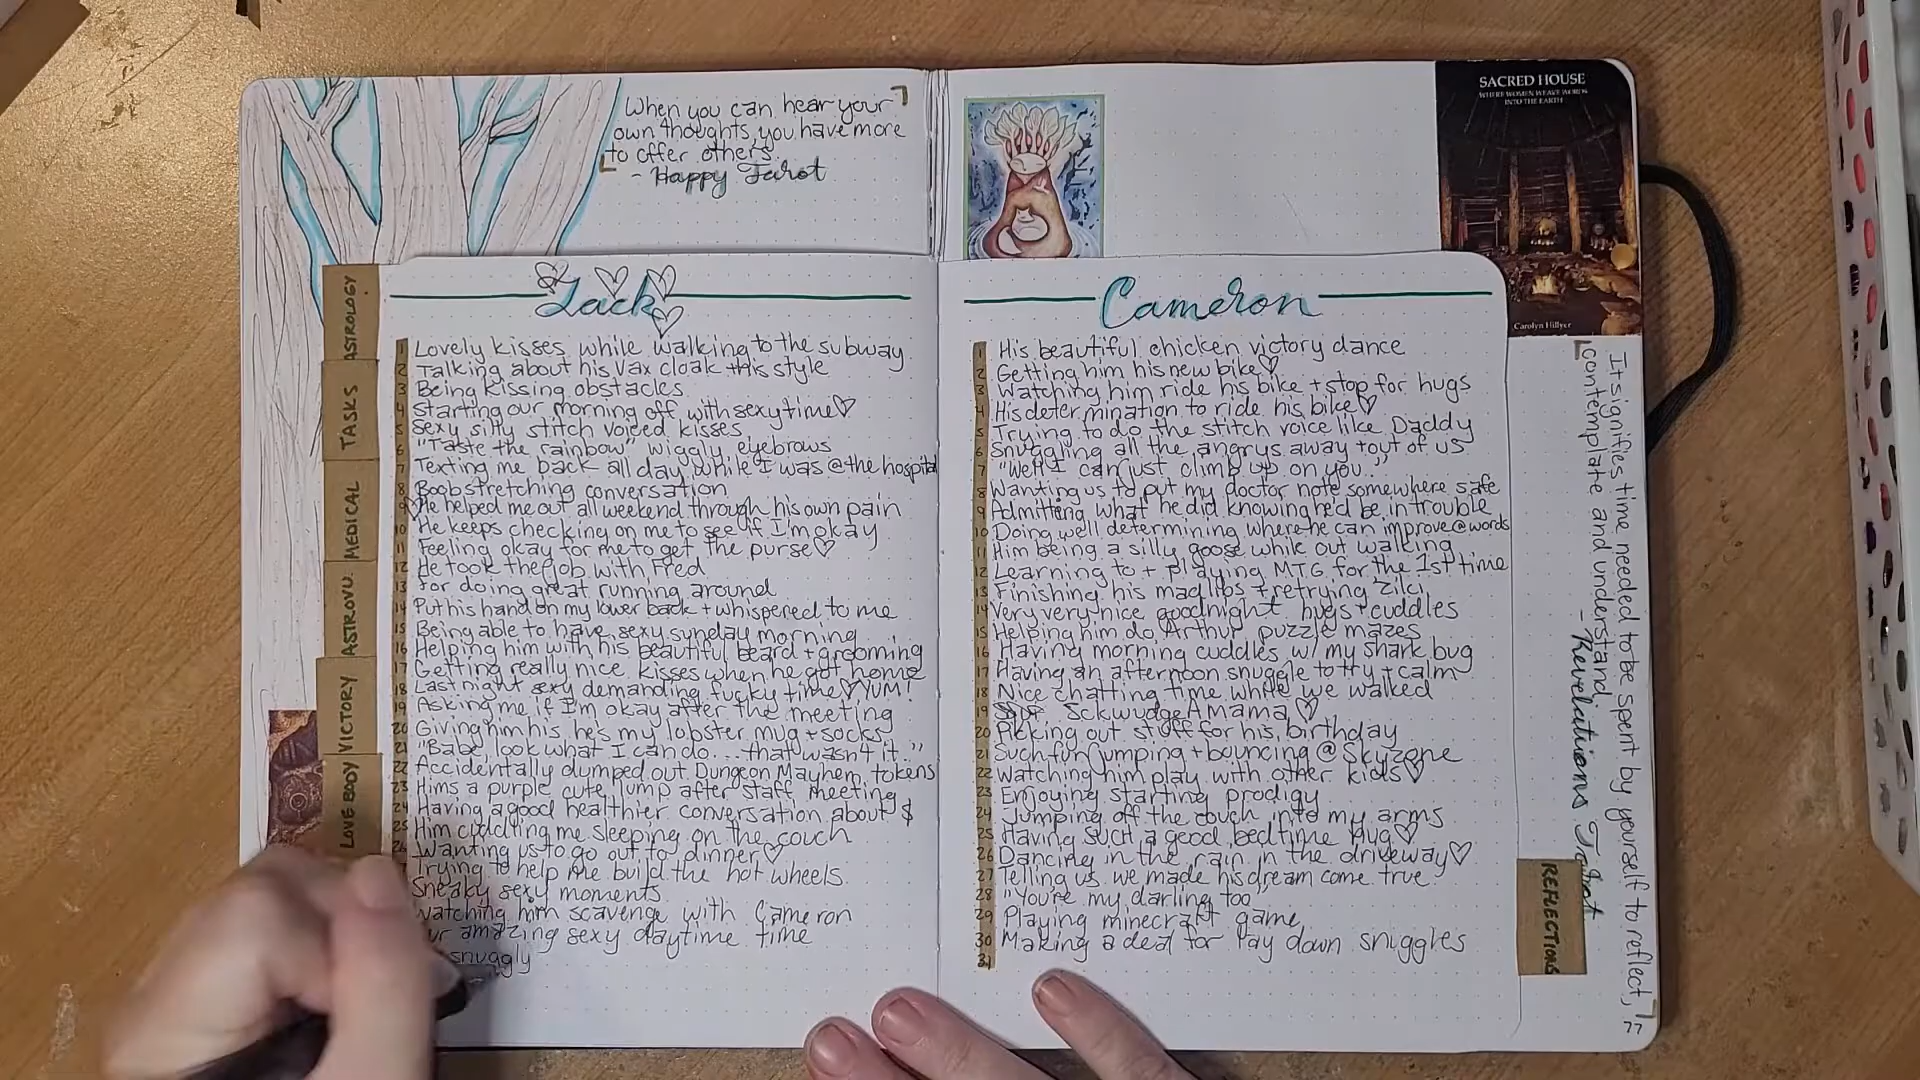 When you can hear your
own thoughts, you have more
to offer others.
- Happy Tarot
SACRED HOUSE
WHERE WOMEN WEAVE WORDS
INTO THE EARTH
Carolyn Hillyer
ASTROLOGY
TASKS
MEDICAL
ASTROVU.
VICTORY
LOVE BODY
Zack
1 Lovely kisses while walking to the subway
2 Talking about his Vax cloak + his style
3 Being kissing obstacles
4 Starting our morning off with sexy time♡
5 Sexy silly stitch voiced kisses
6 "Taste the rainbow" wiggly eyebrows
7 Texting me back all day while I was @ the hospital
8 Boob stretching conversation
9 He helped me out all weekend through his own pain
10 He keeps checking on me to see if I'm okay
11 Feeling okay for me to get the purse♡
12 He took the job with Fred
13 For doing great running around
14 Put his hand on my lower back + whispered to me
15 Being able to have sexy sunday morning
16 Helping him with his beautiful beard + grooming
17 Getting really nice kisses when he got home
18 Last night sexy demanding fucky time♡YUM!
19 Asking me if I'm okay after the meeting
20 Giving him his, he's my lobster mug + socks
21 "Babe, look what I can do... that wasn't it."
22 Accidentally dumped out Dungeon Mayhem tokens
23 Hims a purple cute lump after staff meeting
24 Having a good healthier conversation about $
25 Him cuddling me sleeping on the couch
26 Wanting us to go out to dinner♡
Trying to help me build the hot wheels
Sneaky sexy moments
Watching him scavenge with Cameron
amazing sexy daytime time
snuggly
Cameron
1 His beautiful chicken victory dance
2 Getting him his new bike♡
3 Watching him ride his bike + stop for hugs
4 His determination to ride his bike♡
5 Trying to do the stitch voice like Daddy
6 Snuggling all the angrys away + out of us
7 "Well I can just climb up on you."
8 Wanting us to put my doctor note somewhere safe
9 Admitting what he did knowing he'd be in trouble
10 Doing well determining where he can improve @ words
11 Him being a silly goose while out walking
12 Learning to + playing MTG for the 1st time
13 Finishing his mad libs + retrying zilch
14 Very very nice goodnight hugs + cuddles
15 Helping him do Arthur puzzle mazes
16 Having morning cuddles w/ my shark bug
17 Having an afternoon snuggle to try + calm
18 Nice chatting time while we walked
19 Sckwudge A mama♡
20 Picking out stuff for his birthday
21 Such fun jumping + bouncing @ Skyzone
22 Watching him play with other kids♡
23 Enjoying starting prodigy
24 Jumping off the couch into my arms
25 Having such a good bedtime hug♡
26 Dancing in the rain in the driveway♡
27 Telling us we made his dream come true
28 "You're my darling too"
29 Playing minecraft game
30 Making a deal for lay down snuggles
31
REFLECTIONS
It signifies time needed to be spent by yourself to reflect,
contemplate and understand.
- Revelations Tarot
77